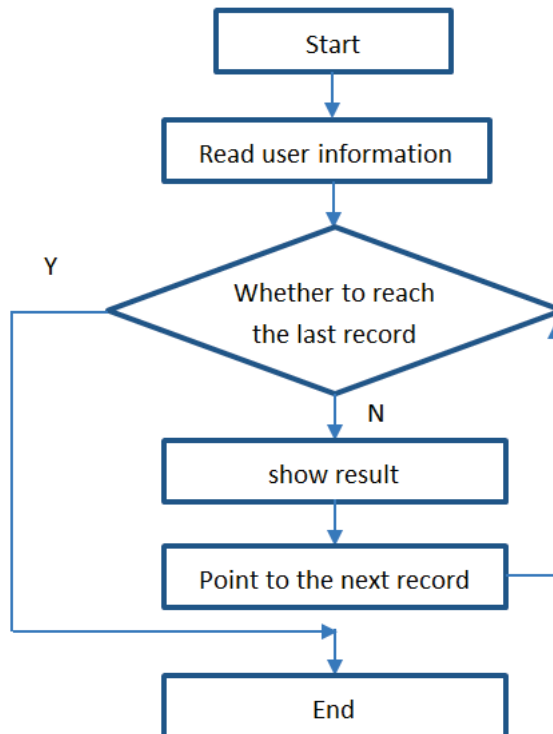 Start
Read user information
Y
Whether to reach
the last record
N
show result
Point to the next record
End